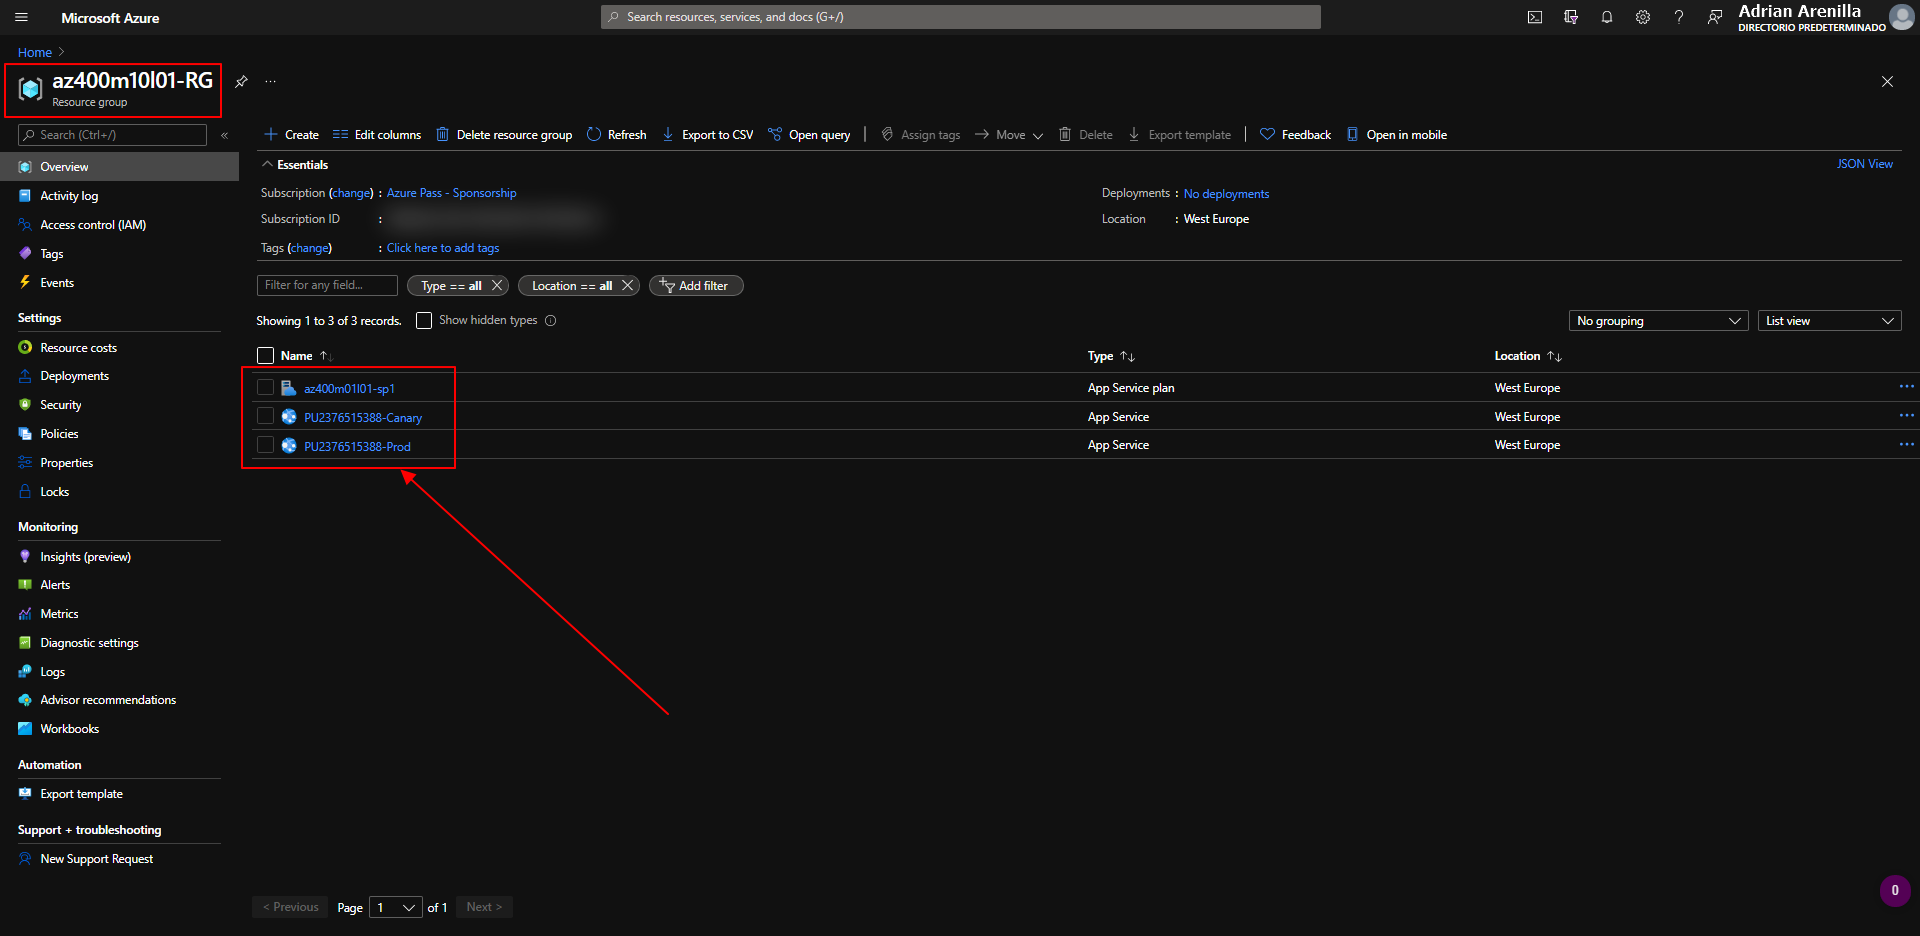 Microsoft Azure
Search resources, services, and docs (G+/)
Adrian Arenilla
DIRECTORIO PREDETERMINADO
Home >
az400m10l01-RG
Resource group
Search (Ctrl+/)
«
Create
Edit columns
Delete resource group
Refresh
Export to CSV
Open query
Assign tags
Move
Delete
Export template
Feedback
Open in mobile
Overview
Activity log
Access control (IAM)
Tags
Events
Settings
Resource costs
Deployments
Security
Policies
Properties
Locks
Monitoring
Insights (preview)
Alerts
Metrics
Diagnostic settings
Logs
Advisor recommendations
Workbooks
Automation
Export template
Support + troubleshooting
New Support Request
Essentials
JSON View
Subscription (change) : Azure Pass - Sponsorship
Subscription ID :
Tags (change) : Click here to add tags
Deployments : No deployments
Location : West Europe
Filter for any field...
Type == all
Location == all
Add filter
Showing 1 to 3 of 3 records.
Show hidden types
No grouping
List view
Name Type Location
az400m01l01-sp1 App Service plan West Europe
PU2376515388-Canary App Service West Europe
PU2376515388-Prod App Service West Europe
< Previous Page 1 of 1 Next >
0